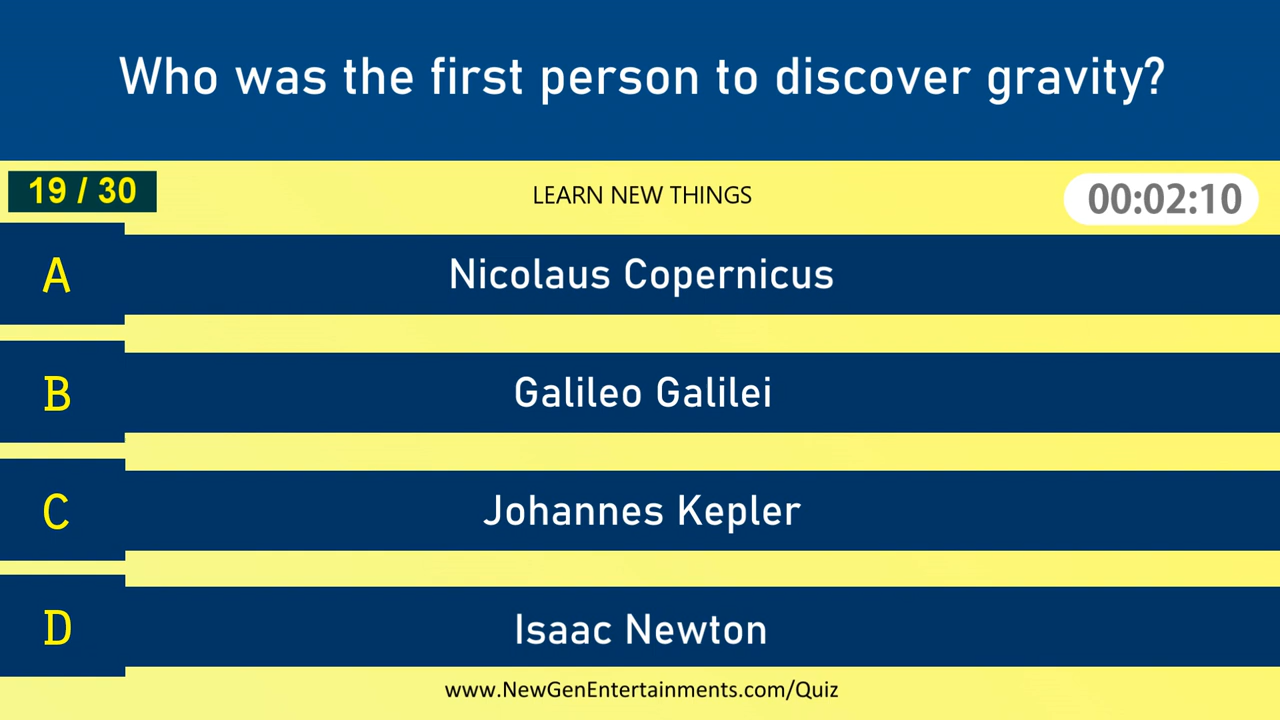 Who was the first person to discover gravity?
19 / 30
LEARN NEW THINGS
00:02:10
A
Nicolaus Copernicus
B
Galileo Galilei
C
Johannes Kepler
D
Isaac Newton
www.NewGenEntertainments.com/Quiz